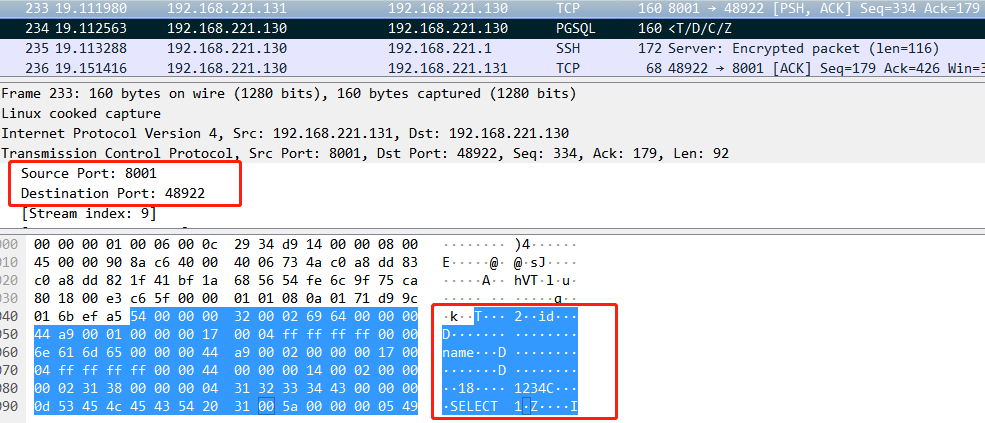 233 19.111980 192.168.221.131 192.168.221.130 TCP 160 8001 → 48922 [PSH, ACK] Seq=334 Ack=179
234 19.112563 192.168.221.130 192.168.221.130 PGSQL 160 <T/D/C/Z
235 19.113288 192.168.221.130 192.168.221.1 SSH 172 Server: Encrypted packet (len=116)
236 19.151416 192.168.221.130 192.168.221.131 TCP 68 48922 → 8001 [ACK] Seq=179 Ack=426 Win=3
Frame 233: 160 bytes on wire (1280 bits), 160 bytes captured (1280 bits)
Linux cooked capture
Internet Protocol Version 4, Src: 192.168.221.131, Dst: 192.168.221.130
Transmission Control Protocol, Src Port: 8001, Dst Port: 48922, Seq: 334, Ack: 179, Len: 92
Source Port: 8001
Destination Port: 48922
[Stream index: 9]
000 00 00 00 01 00 06 00 0c 29 34 d9 14 00 00 08 00 ········ )4······
010 45 00 00 90 8a c6 40 00 40 06 73 4a c0 a8 dd 83 E·····@· @·sJ····
020 c0 a8 dd 82 1f 41 bf 1a 68 56 54 fe 6c 9f 75 ca ·····A·· hVT·l·u·
030 80 18 00 e3 c6 5f 00 00 01 01 08 0a 01 71 d9 9c ·····_·· ·····q··
040 01 6b ef a5 54 00 00 00 32 00 02 69 64 00 00 00 ·k··T··· 2··id···
050 44 a9 00 01 00 00 00 17 00 04 ff ff ff ff 00 00 D······· ········
060 6e 61 6d 65 00 00 00 44 a9 00 02 00 00 00 17 00 name···D ········
070 04 ff ff ff ff 00 00 44 00 00 00 14 00 02 00 00 ·······D ········
080 00 02 31 38 00 00 00 04 31 32 33 34 43 00 00 00 ··18···· 1234C···
090 0d 53 45 4c 45 43 54 20 31 00 5a 00 00 00 05 49 ·SELECT 1·Z····I